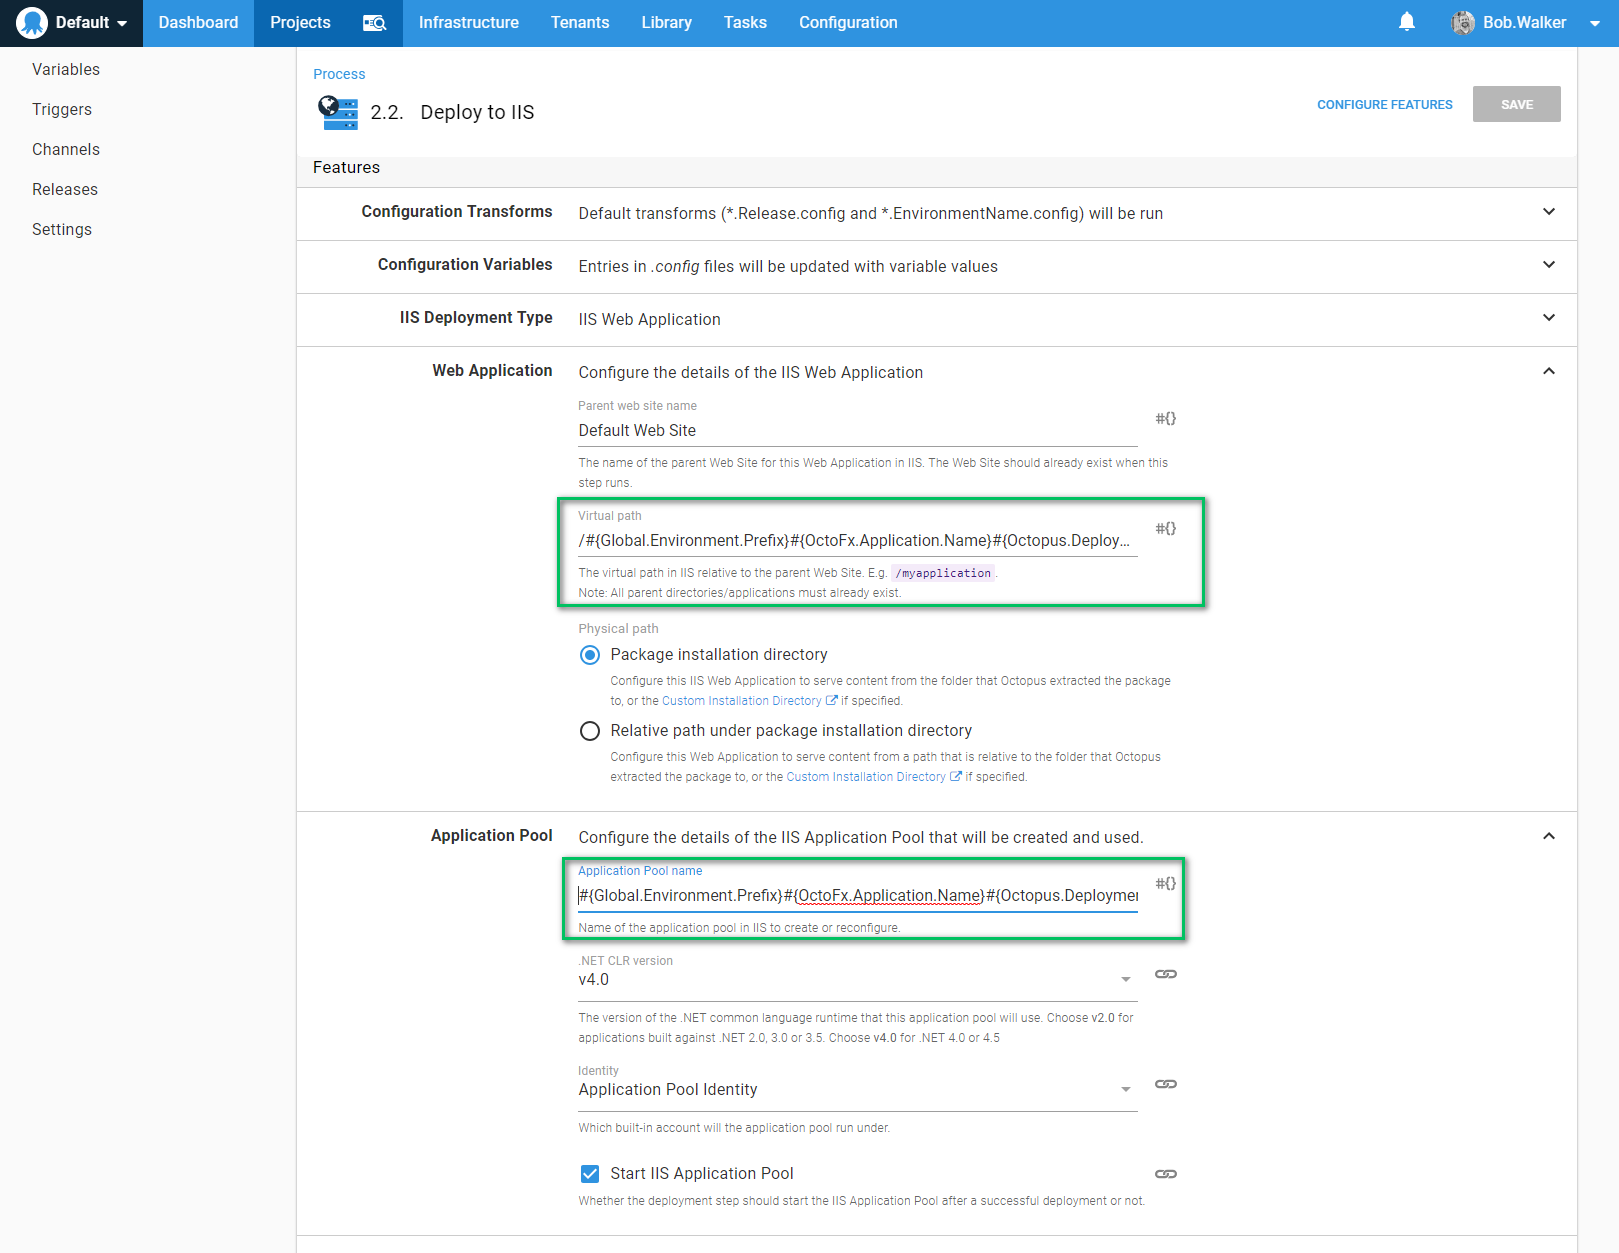 Default
Dashboard
Projects
Infrastructure
Tenants
Library
Tasks
Configuration
Bob.Walker
Variables
Triggers
Channels
Releases
Settings
Process
2.2. Deploy to IIS
CONFIGURE FEATURES
SAVE
Features
Configuration Transforms
Default transforms (*.Release.config and *.EnvironmentName.config) will be run
Configuration Variables
Entries in .config files will be updated with variable values
IIS Deployment Type
IIS Web Application
Web Application
Configure the details of the IIS Web Application
Parent web site name
#{}
Default Web Site
The name of the parent Web Site for this Web Application in IIS. The Web Site should already exist when this
step runs.
Virtual path
#{}
/#{Global.Environment.Prefix}#{OctoFx.Application.Name}#{Octopus.Deploy...
The virtual path in IIS relative to the parent Web Site. E.g. /myapplication .
Note: All parent directories/applications must already exist.
Physical path
Package installation directory
Configure this IIS Web Application to serve content from the folder that Octopus extracted the package
to, or the Custom Installation Directory if specified.
Relative path under package installation directory
Configure this Web Application to serve content from a path that is relative to the folder that Octopus
extracted the package to, or the Custom Installation Directory if specified.
Application Pool
Configure the details of the IIS Application Pool that will be created and used.
Application Pool name
#{}
#{Global.Environment.Prefix}#{OctoFx.Application.Name}#{Octopus.Deploymer
Name of the application pool in IIS to create or reconfigure.
.NET CLR version
v4.0
The version of the .NET common language runtime that this application pool will use. Choose v2.0 for
applications built against .NET 2.0, 3.0 or 3.5. Choose v4.0 for .NET 4.0 or 4.5
Identity
Application Pool Identity
Which built-in account will the application pool run under.
Start IIS Application Pool
Whether the deployment step should start the IIS Application Pool after a successful deployment or not.